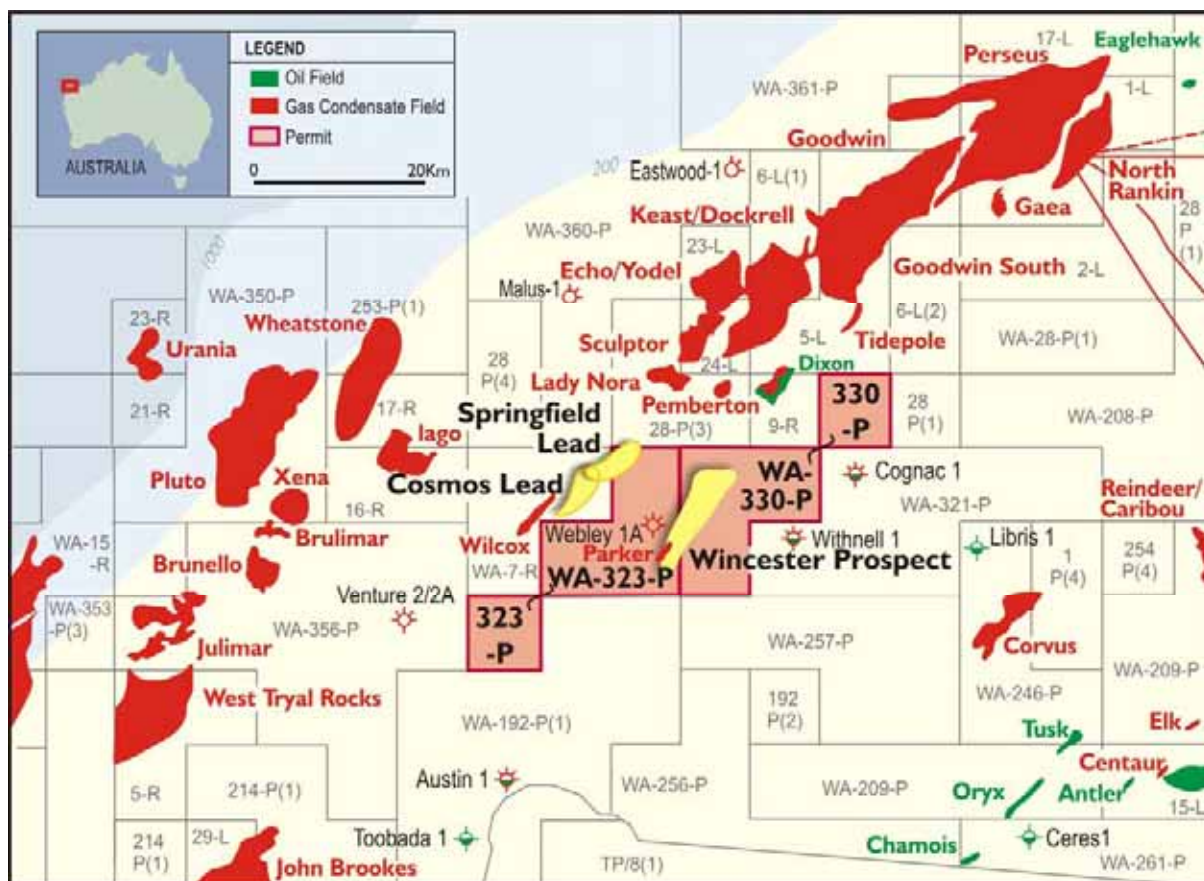 LEGEND
Oil Field
Gas Condensate Field
Permit
0 20Km
AUSTRALIA
17-L
Eaglehawk
Perseus
WA-361-P
1-L
Goodwin
200
Eastwood-1
6-L(1)
North
Rankin
Gaea
28
P
(1)
Keast/Dockrell
WA-360-P
23-L
1000
Echo/Yodel
Goodwin South
2-L
Malus-1
WA-350-P
253-P(1)
23-R
Wheatstone
6-L(2)
Urania
Sculptor
5-L
Tidepole
WA-28-P(1)
24-L
Dixon
28
P(4)
Lady Nora
Pemberton
330
-P
21-R
17-R
Springfield
Lead
28-P(3)
9-R
28
P(1)
WA-208-P
Iago
Pluto
Xena
Cosmos Lead
WA-
330-P
Cognac 1
WA-321-P
Reindeer/
Caribou
16-R
Brulimar
Wilcox
Webley 1A
Parker
Withnell 1
Libris 1
WA-15
-R
Brunello
WA-7-R
WA-323-P
Wincester Prospect
1
P(4)
254
P(4)
Venture 2/2A
WA-353
-P(3)
WA-356-P
323
-P
WA-257-P
Julimar
Corvus
WA-209-P
West Tryal Rocks
WA-246-P
192
P(2)
WA-192-P(1)
Tusk
Elk
Austin 1
WA-256-P
WA-209-P
Centaur
5-R
214-P(1)
Oryx
Antler
15-L
214
P(1)
29-L
Toobada 1
Ceres1
Chamois
John Brookes
TP/8(1)
WA-261-P